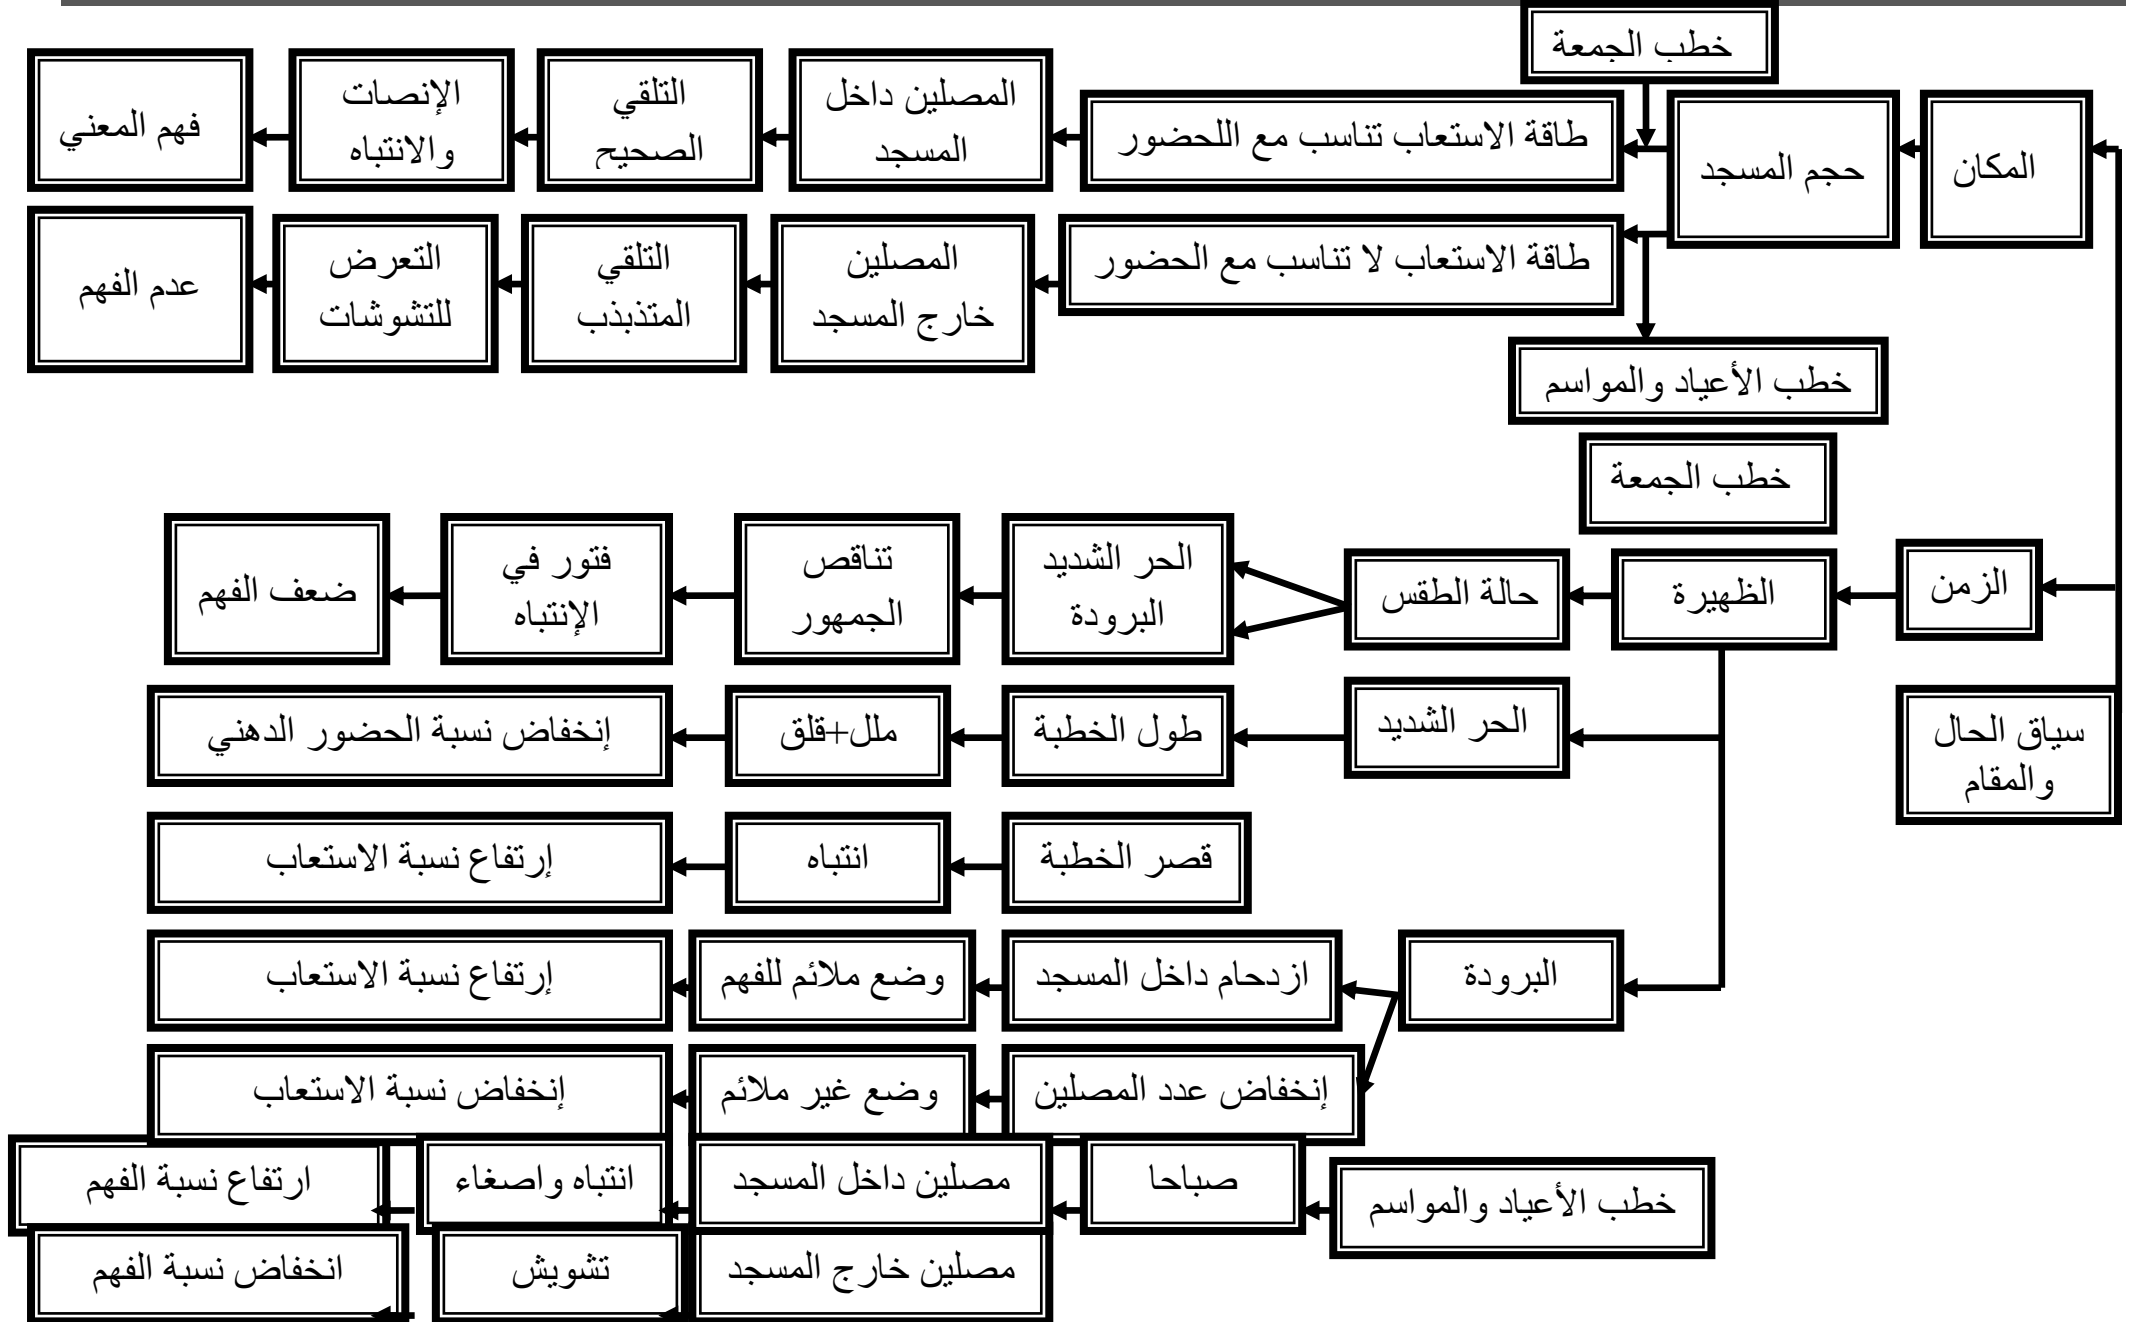 خطب الجمعة
المكان
حجم المسجد
طاقة الاستعاب تناسب مع اللحضور
المصلين داخل
المسجد
التلقي
الصحيح
الإنصات
والانتباه
فهم المعني
طاقة الاستعاب لا تناسب مع الحضور
المصلين
خارج المسجد
التلقي
المتذبذب
التعرض
للتشوشات
عدم الفهم
خطب الأعياد والمواسم
خطب الجمعة
الزمن
الظهيرة
حالة الطقس
الحر الشديد
البرودة
تناقص
الجمهور
فتور في
الإنتباه
ضعف الفهم
سياق الحال
والمقام
الحر الشديد
طول الخطبة
ملل+قلق
إنخفاض نسبة الحضور الدهني
قصر الخطبة
انتباه
إرتفاع نسبة الاستعاب
البرودة
ازدحام داخل المسجد
وضع ملائم للفهم
إرتفاع نسبة الاستعاب
إنخفاض عدد المصلين
وضع غير ملائم
إنخفاض نسبة الاستعاب
خطب الأعياد والمواسم
صباحا
مصلين داخل المسجد
انتباه واصغاء
ارتفاع نسبة الفهم
مصلين خارج المسجد
تشويش
انخفاض نسبة الفهم